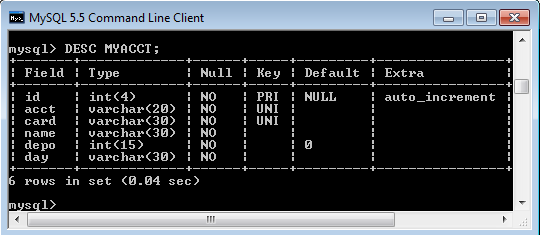 MySQL 5.5 Command Line Client
mysql> DESC MYACCT;
+-------+-------------+------+-----+---------+----------------+
| Field | Type        | Null | Key | Default | Extra          |
+-------+-------------+------+-----+---------+----------------+
| id    | int(4)      | NO   | PRI | NULL    | auto_increment |
| acct  | varchar(20) | NO   | UNI |         |                |
| card  | varchar(30) | NO   | UNI |         |                |
| name  | varchar(30) | NO   |     |         |                |
| depo  | int(15)     | NO   |     | 0       |                |
| day   | varchar(30) | NO   |     |         |                |
+-------+-------------+------+-----+---------+----------------+
6 rows in set (0.04 sec)
mysql>